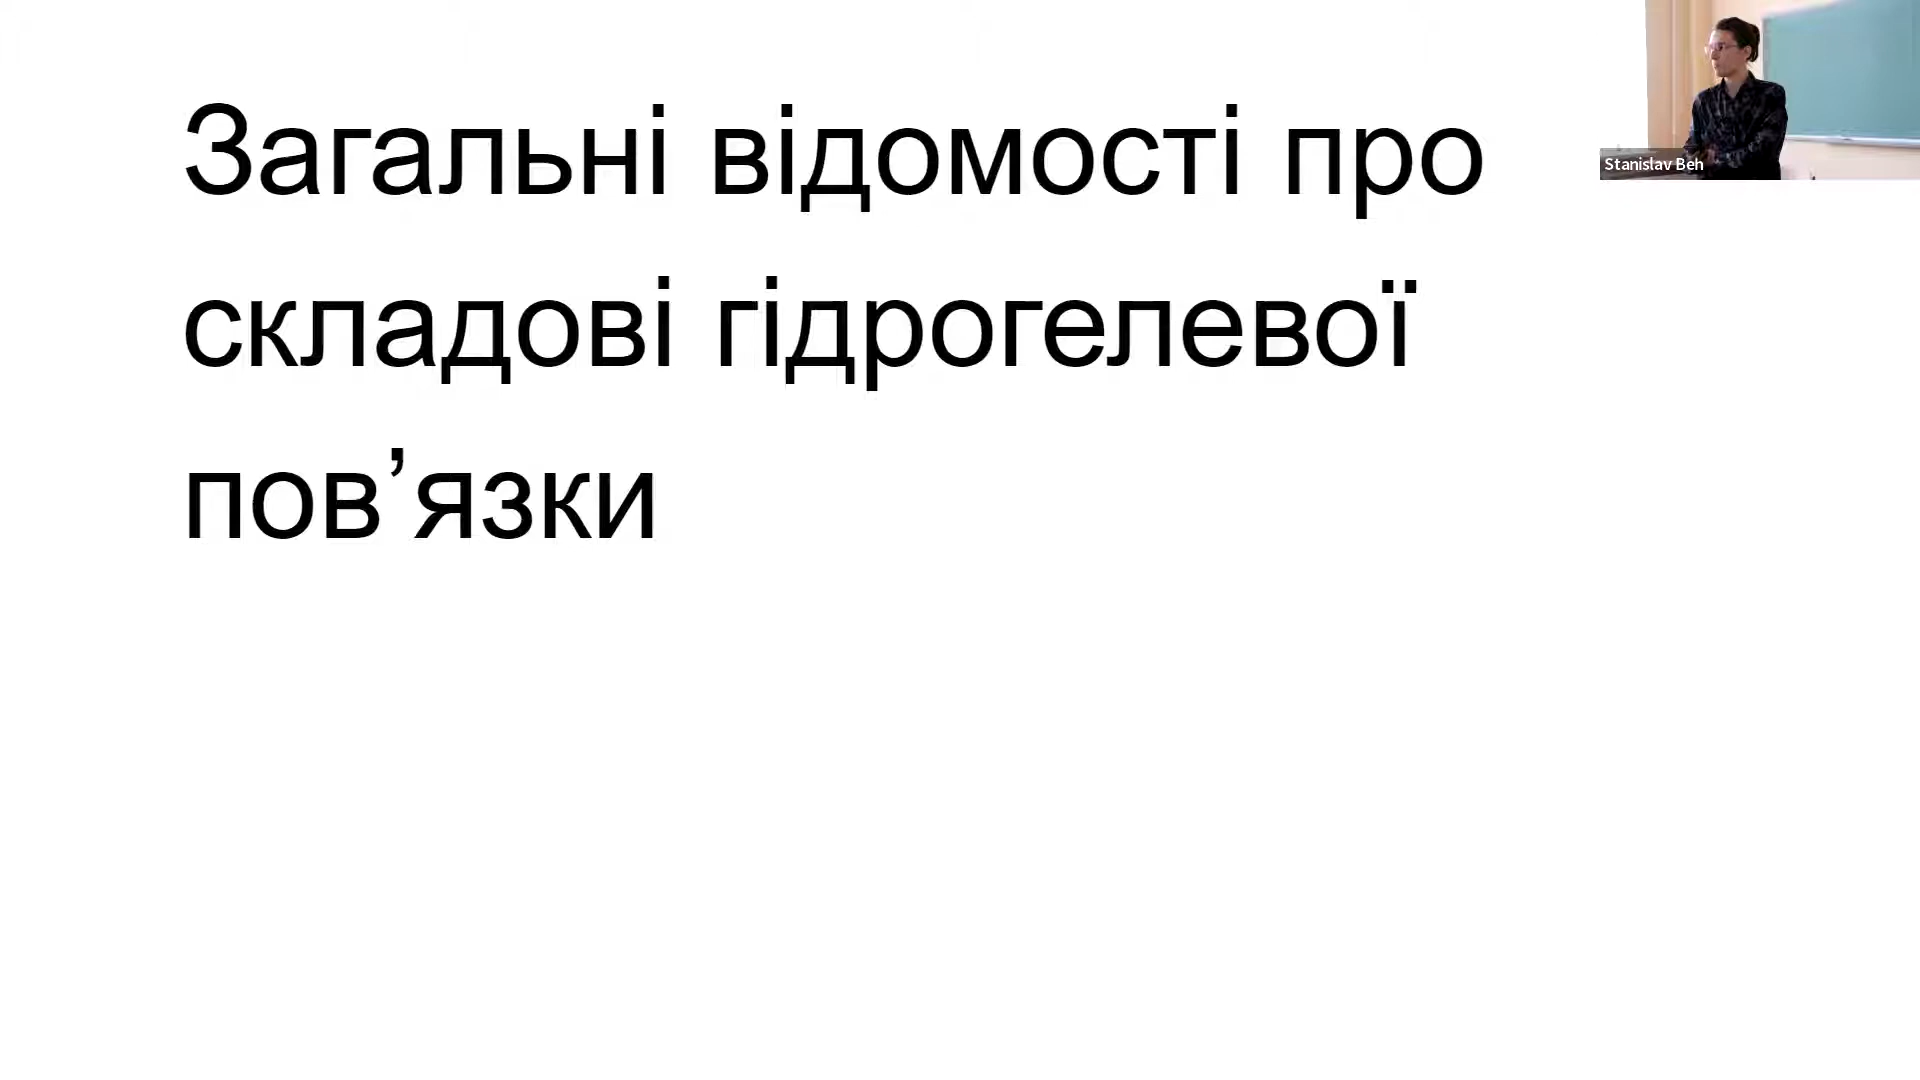 Загальні відомості про
складові гідрогелевої
пов’язки
Stanislav Beh